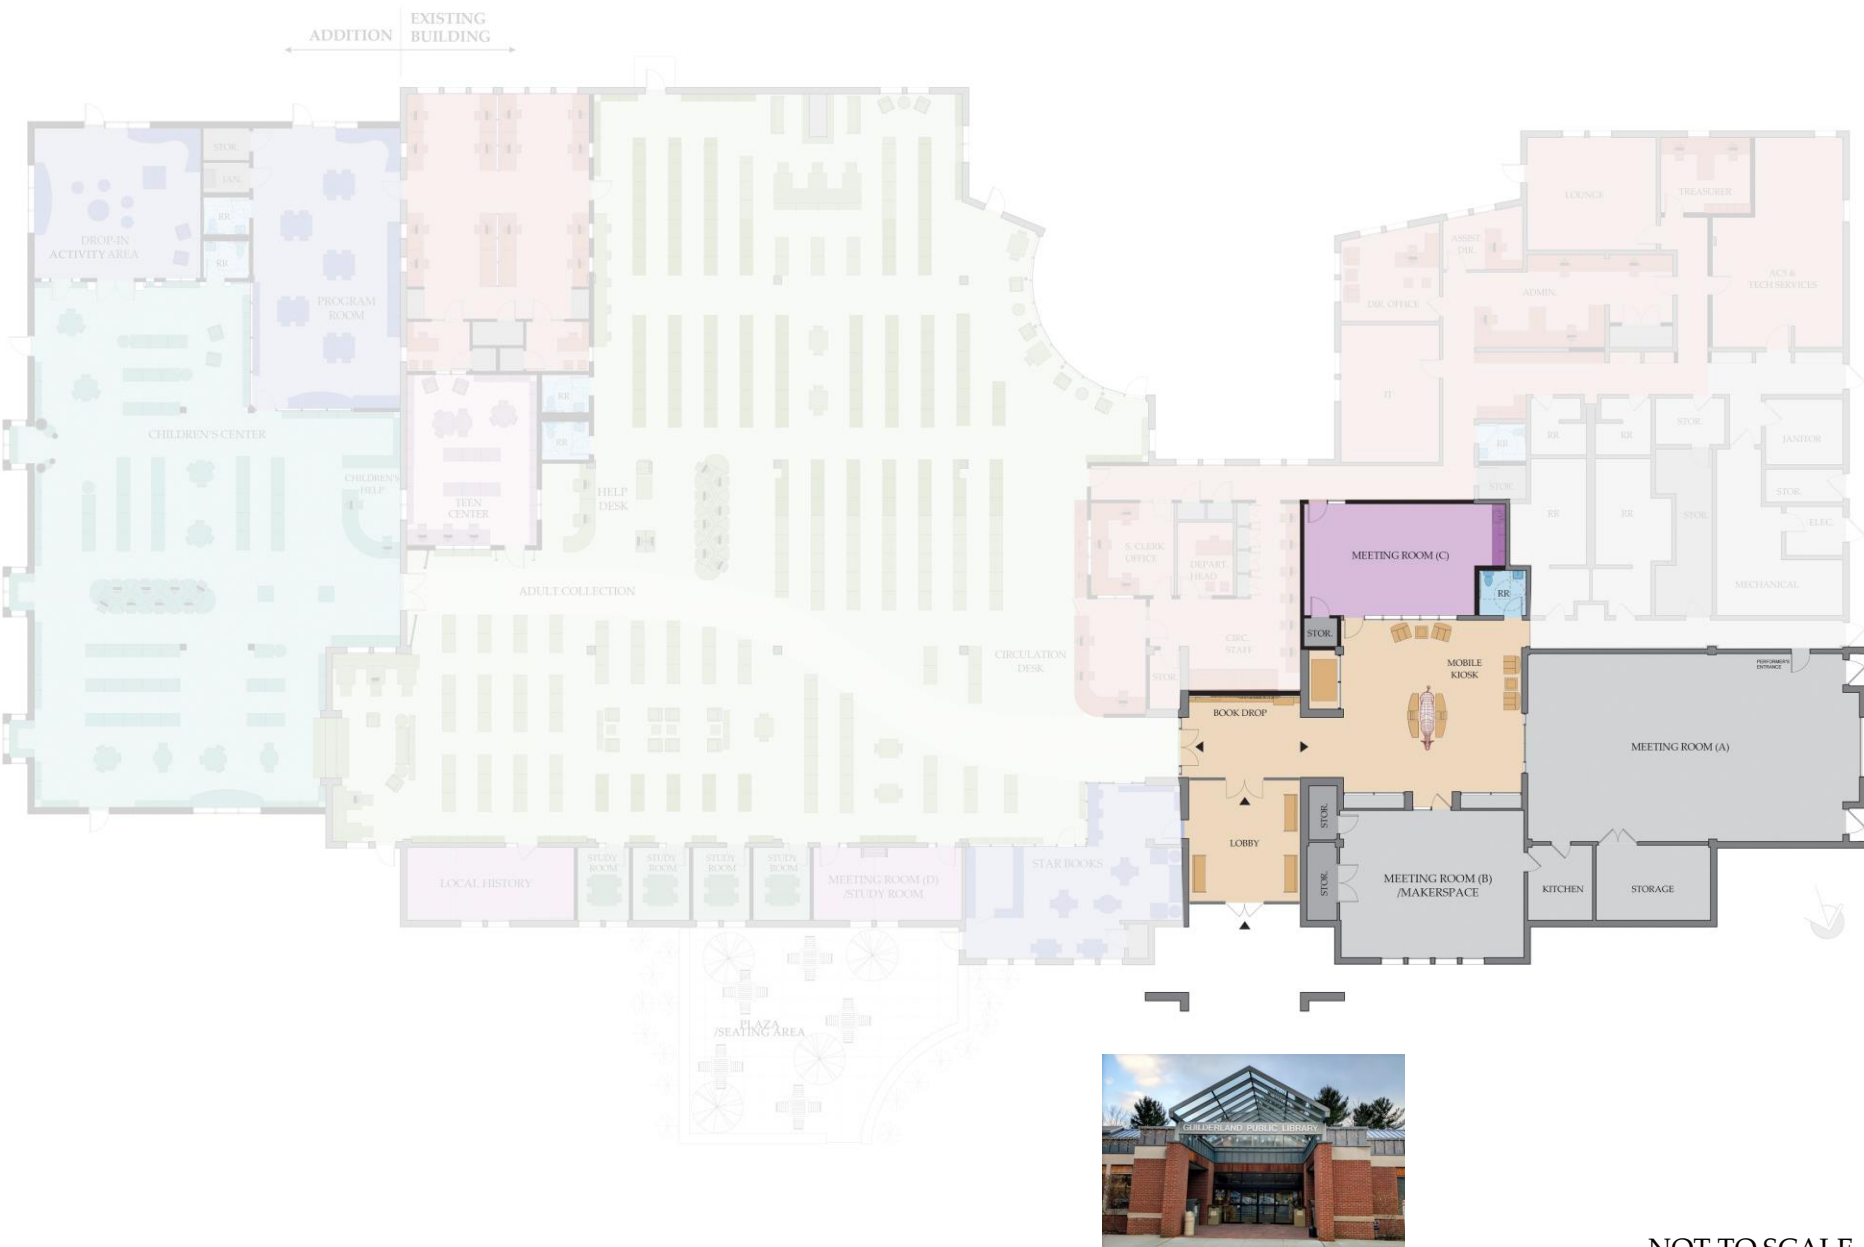 EXISTING
ADDITION
BUILDING
STOR.
JAN.
RR
RR
DROP-IN
ACTIVITY AREA
PROGRAM
ROOM
CHILDREN'S CENTER
CHILDREN'S
HELP
TEEN
CENTER
RR
RR
HELP
DESK
ADULT COLLECTION
CIRCULATION
DESK
LOUNGE
TREASURER
ASSIST.
DIR.
DIR. OFFICE
ADMIN.
ACS &
TECH SERVICES
IT
RR
RR
RR
STOR.
JANITOR
STOR.
STOR.
RR
RR
STOR.
ELEC.
MECHANICAL
S. CLERK
OFFICE
DEPART.
HEAD
CIRC.
STAFF
STOR.
MEETING ROOM (C)
RR
STOR.
MOBILE
KIOSK
PERFORMER'S
ENTRANCE
BOOK DROP
MEETING ROOM (A)
STOR.
LOBBY
STOR.
MEETING ROOM (B)
/MAKERSPACE
KITCHEN
STORAGE
LOCAL HISTORY
STUDY
ROOM
STUDY
ROOM
STUDY
ROOM
STUDY
ROOM
MEETING ROOM (D)
/STUDY ROOM
STAR BOOKS
PLAZA
/SEATING AREA
GUILDERLAND PUBLIC LIBRARY
NOT TO SCALE